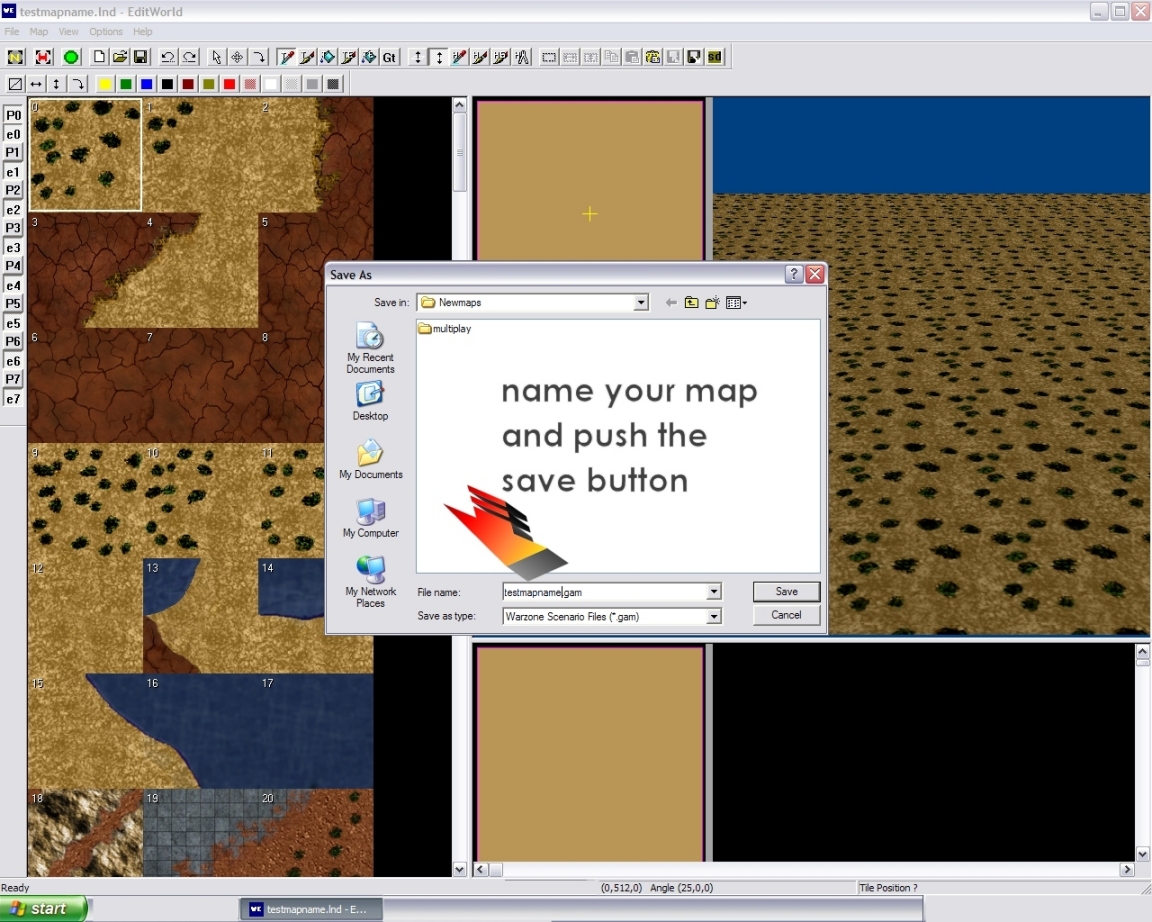 testmapname.lnd - EditWorld
File Map View Options Help
Gt
P0
e0
P1
e1
P2
e2
P3
e3
P4
e4
P5
e5
P6
e6
P7
e7
0 1 2
3 4 5
6 7 8
9 10 11
12 13 14
15 16 17
18 19 20
Save As
Save in: Newmaps
multiplay
My Recent
Documents
Desktop
My Documents
My Computer
My Network
Places
name your map
and push the
save button
File name: testmapname.gam
Save
Save as type: Warzone Scenario Files (*.gam)
Cancel
Ready
(0,512,0) Angle (25,0,0)
Tile Position ?
start
WE testmapname.lnd - E...